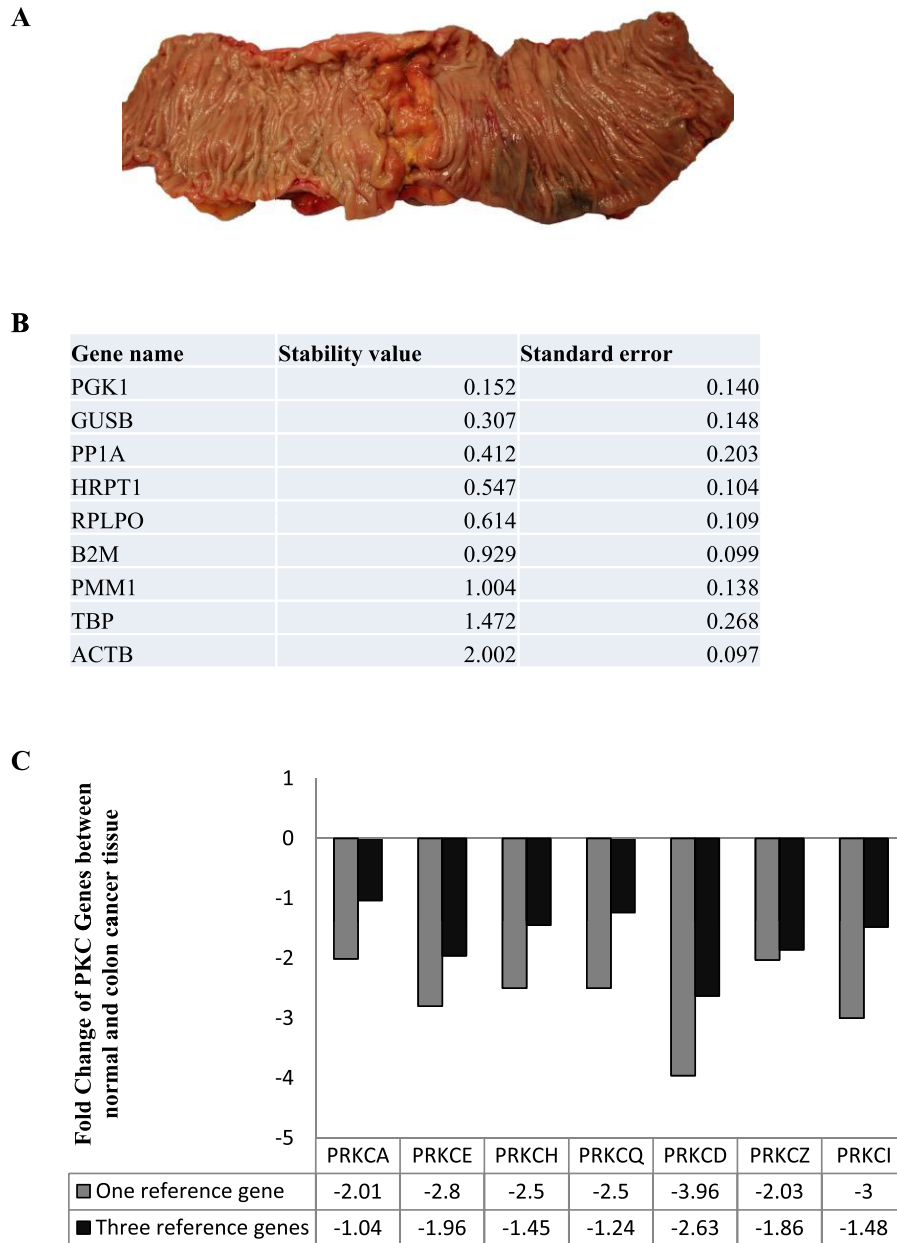 A
B
Gene name Stability value Standard error
PGK1 0.152 0.140
GUSB 0.307 0.148
PP1A 0.412 0.203
HRPT1 0.547 0.104
RPLPO 0.614 0.109
B2M 0.929 0.099
PMM1 1.004 0.138
TBP 1.472 0.268
ACTB 2.002 0.097
C
Fold Change of PKC Genes between
normal and colon cancer tissue
1
0
-1
-2
-3
-4
-5
PRKCA PRKCE PRKCH PRKCQ PRKCD PRKCZ PRKCI
One reference gene -2.01 -2.8 -2.5 -2.5 -3.96 -2.03 -3
Three reference genes -1.04 -1.96 -1.45 -1.24 -2.63 -1.86 -1.48